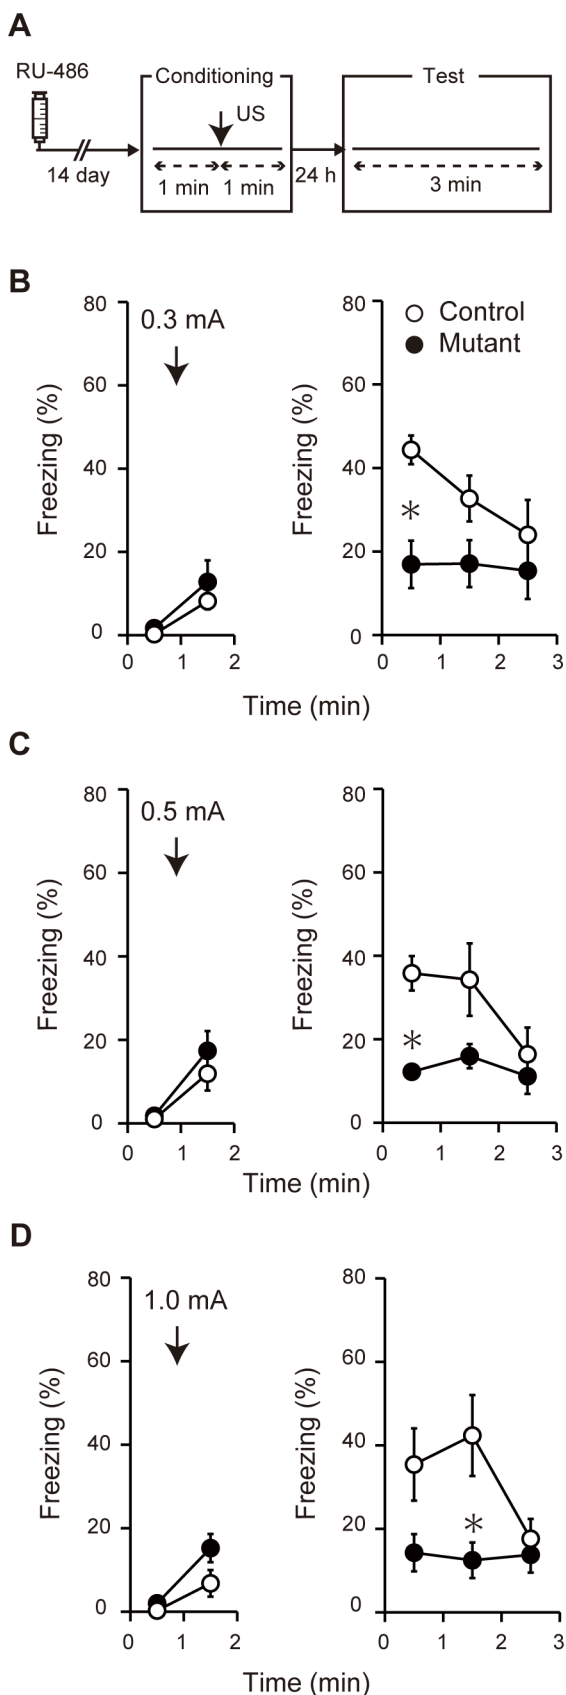 A
RU-486
Conditioning
Test
US
14 day
1 min
1 min
24 h
3 min
B
80
60
40
20
0
0 1 2
Freezing (%)
0.3 mA
80
60
40
20
0
0 1 2 3
Freezing (%)
Control
Mutant
*
Time (min)
C
80
60
40
20
0
0 1 2
Freezing (%)
0.5 mA
80
60
40
20
0
0 1 2 3
Freezing (%)
*
Time (min)
D
80
60
40
20
0
0 1 2
Freezing (%)
1.0 mA
80
60
40
20
0
0 1 2 3
Freezing (%)
*
Time (min)